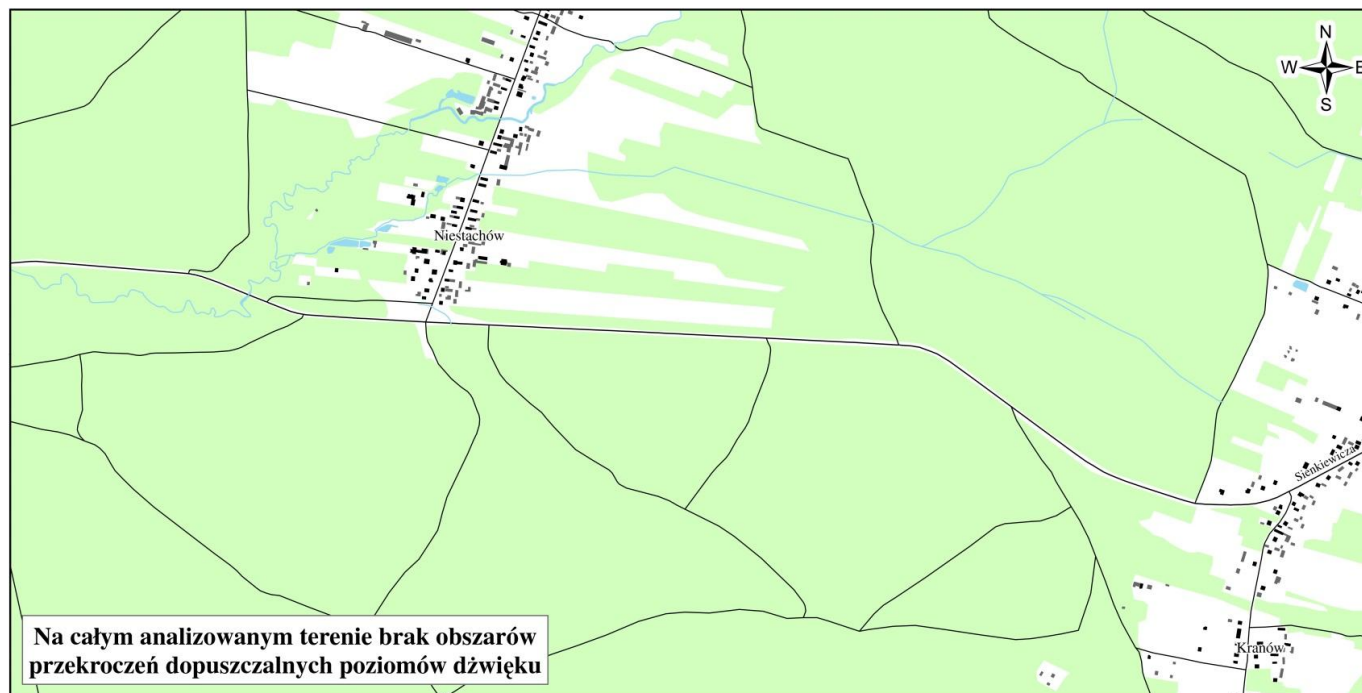 N
W E
S
Niestachów
Sienkiewicza
Kranów
Na całym analizowanym terenie brak obszarów
przekroczeń dopuszczalnych poziomów dźwięku